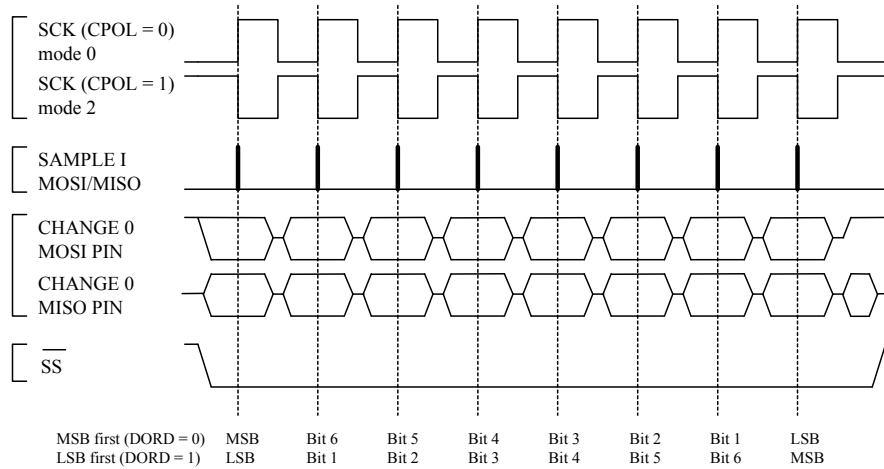 SCK (CPOL = 0)
mode 0
SCK (CPOL = 1)
mode 2
SAMPLE I
MOSI/MISO
CHANGE 0
MOSI PIN
CHANGE 0
MISO PIN
SS
MSB first (DORD = 0) MSB Bit 6 Bit 5 Bit 4 Bit 3 Bit 2 Bit 1 LSB
LSB first (DORD = 1) LSB Bit 1 Bit 2 Bit 3 Bit 4 Bit 5 Bit 6 MSB